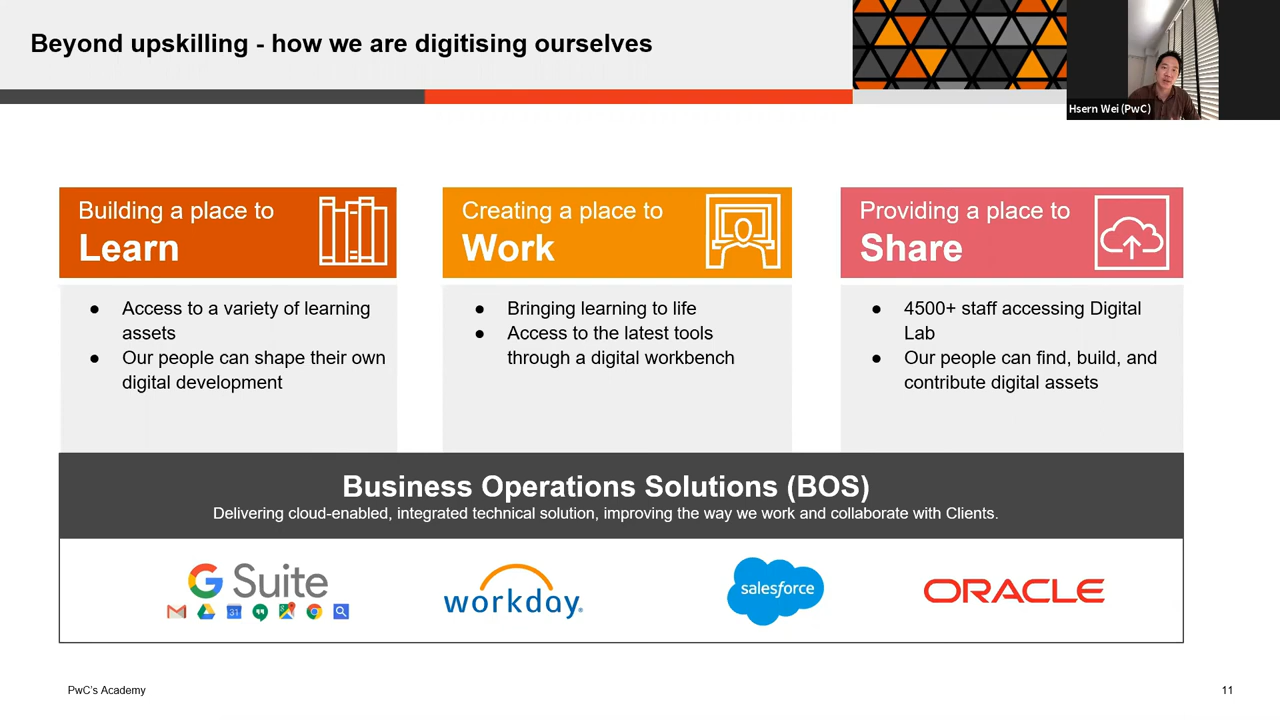 Beyond upskilling - how we are digitising ourselves
Hsern Wei (PwC)
Building a place to
Learn
● Access to a variety of learning
assets
● Our people can shape their own
digital development
Creating a place to
Work
● Bringing learning to life
● Access to the latest tools
through a digital workbench
Providing a place to
Share
● 4500+ staff accessing Digital
Lab
● Our people can find, build, and
contribute digital assets
Business Operations Solutions (BOS)
Delivering cloud-enabled, integrated technical solution, improving the way we work and collaborate with Clients.
G Suite
31
workday®
salesforce
ORACLE
PwC's Academy
11